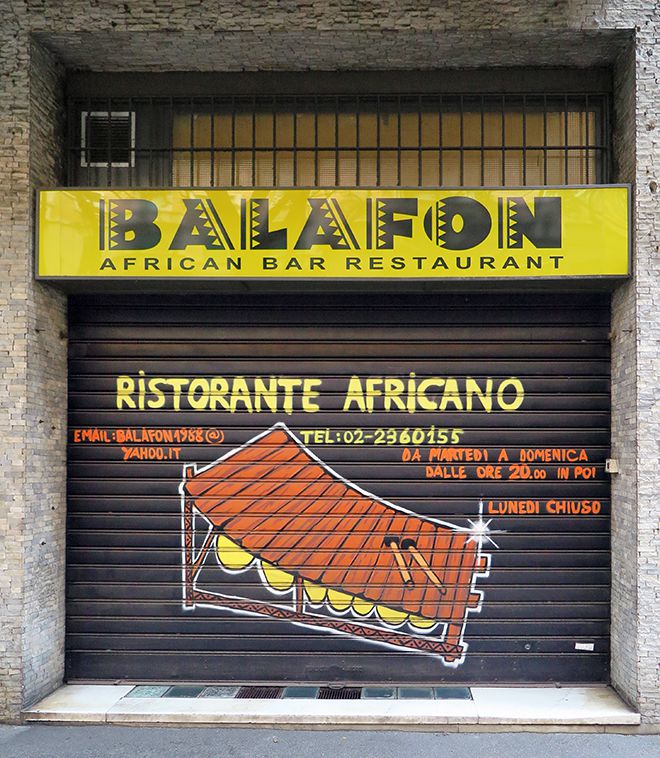 BALAFON
AFRICAN BAR RESTAURANT
RISTORANTE AFRICANO
EMAIL:BALAFON1988@
YAHOO.IT
TEL:02-2360155
DA MARTEDI A DOMENICA
DALLE ORE 20.00 IN POI
LUNEDI CHIUSO